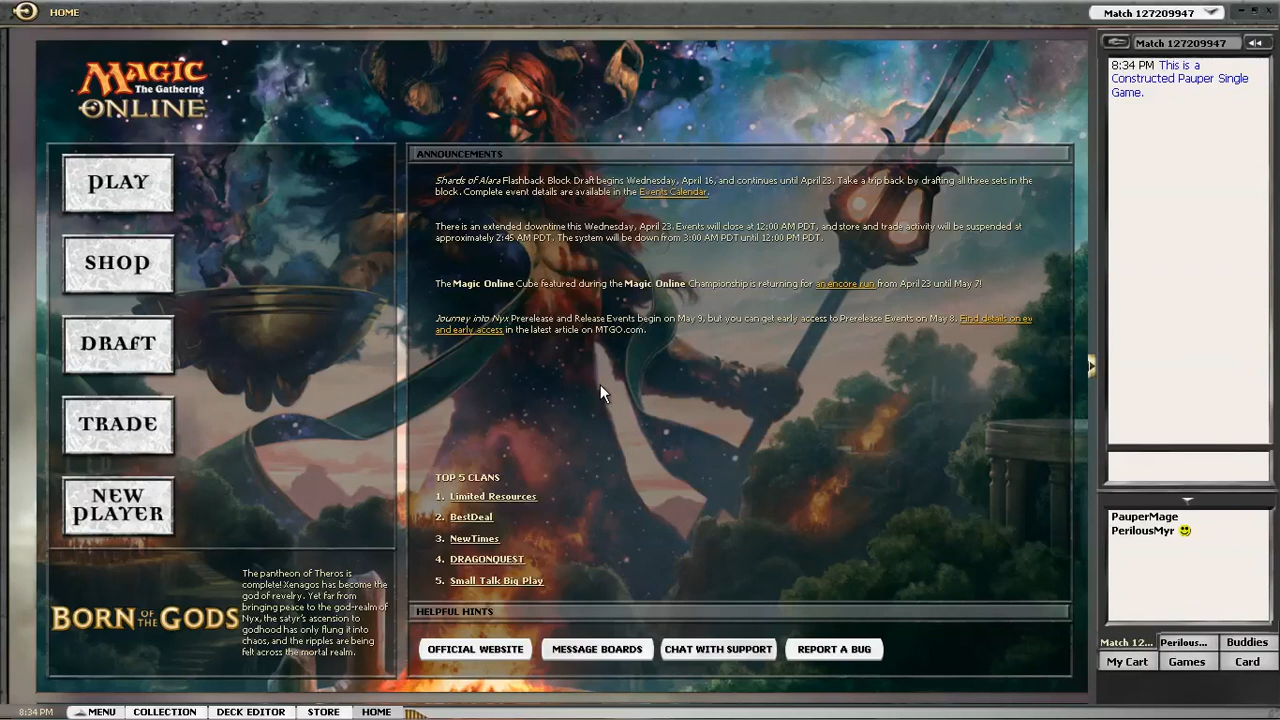 HOME
Match 127209947
MAGIC
The Gathering
ONLINE
PLAY
SHOP
DRAFT
TRADE
NEW
PLAYER
ANNOUNCEMENTS
Shards of Alara Flashback Block Draft begins Wednesday, April 16, and continues until April 23. Take a trip back by drafting all three sets in the
block. Complete event details are available in the Events Calendar.
There is an extended downtime this Wednesday, April 23. Events will close at 12:00 AM PDT, and store and trade activity will be suspended at
approximately 2:45 AM PDT. The system will be down from 3:00 AM PDT until 12:00 PM PDT.
The Magic Online Cube featured during the Magic Online Championship is returning for an encore run from April 23 until May 7!
Journey into Nyx Prerelease and Release Events begin on May 9, but you can get early access to Prerelease Events on May 8. Find details on ev
and early access in the latest article on MTGO.com.
TOP 5 CLANS
1. Limited Resources
2. BestDeal
3. NewTimes
4. DRAGONQUEST
5. Small Talk Big Play
BORN OF THE GODS
The pantheon of Theros is
complete! Xenagos has become the
god of revelry. Yet far from
bringing peace to the god-realm of
Nyx, the satyr's ascension to
godhood has only flung it into
chaos, and the ripples are being
felt across the mortal realm.
HELPFUL HINTS
OFFICIAL WEBSITE
MESSAGE BOARDS
CHAT WITH SUPPORT
REPORT A BUG
Match 127209947
8:34 PM This is a
Constructed Pauper Single
Game.
PauperMage
PerilousMyr
Match 12...
Perilous...
Buddies
My Cart
Games
Card
8:34 PM
MENU
COLLECTION
DECK EDITOR
STORE
HOME